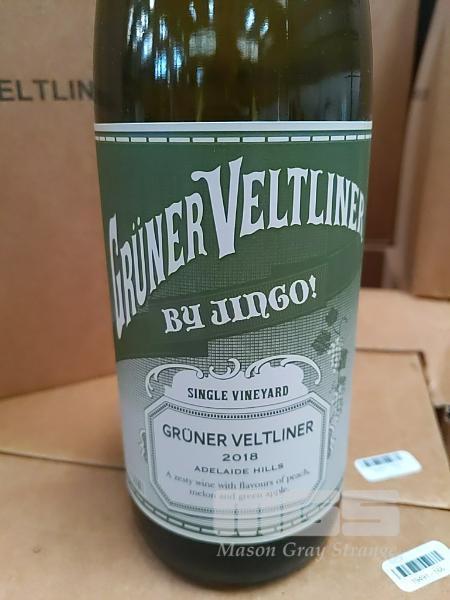 ELTLIN
GRÜNER VELTLINER
BY JINGO!
SINGLE VINEYARD
GRÜNER VELTLINER
2018
ADELAIDE HILLS
A zesty wine with flavours of peach,
melon and green apple.
MGS
Mason Gray Strange